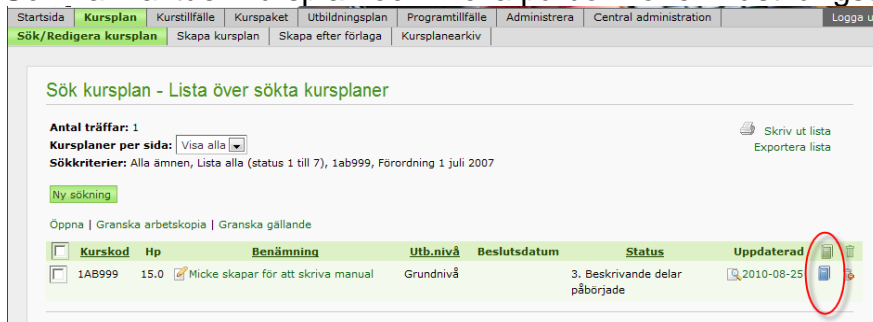 Startsida Kursplan Kurstillfälle Kurspaket Utbildningsplan Programtillfälle Administrera Central administration Logga u
Sök/Redigera kursplan Skapa kursplan Skapa efter förlaga Kursplanearkiv
Sök kursplan - Lista över sökta kursplaner
Antal träffar: 1
Kursplaner per sida: Visa alla
Sökkriterier: Alla ämnen, Lista alla (status 1 till 7), 1ab999, Förordning 1 juli 2007
Skriv ut lista
Exportera lista
Ny sökning
Öppna | Granska arbetskopia | Granska gällande
Kurskod Hp Benämning Utb.nivå Beslutsdatum Status Uppdaterad
1AB999 15.0 Micke skapar för att skriva manual Grundnivå 3. Beskrivande delar 2010-08-25
påbörjade